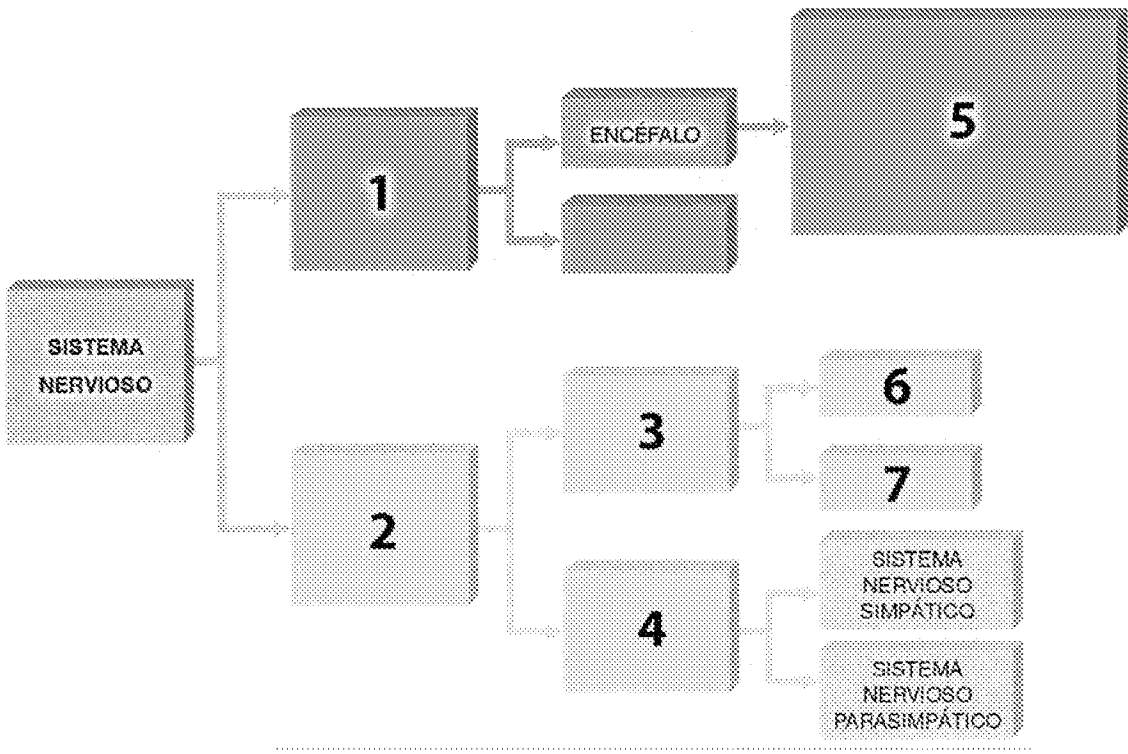 5
ENCÉFALO
1
SISTEMA
NERVIOSO
6
3
7
2
SISTEMA
NERVIOSO
SIMPÁTICO
4
SISTEMA
NERVIOSO
PARASIMPÁTICO